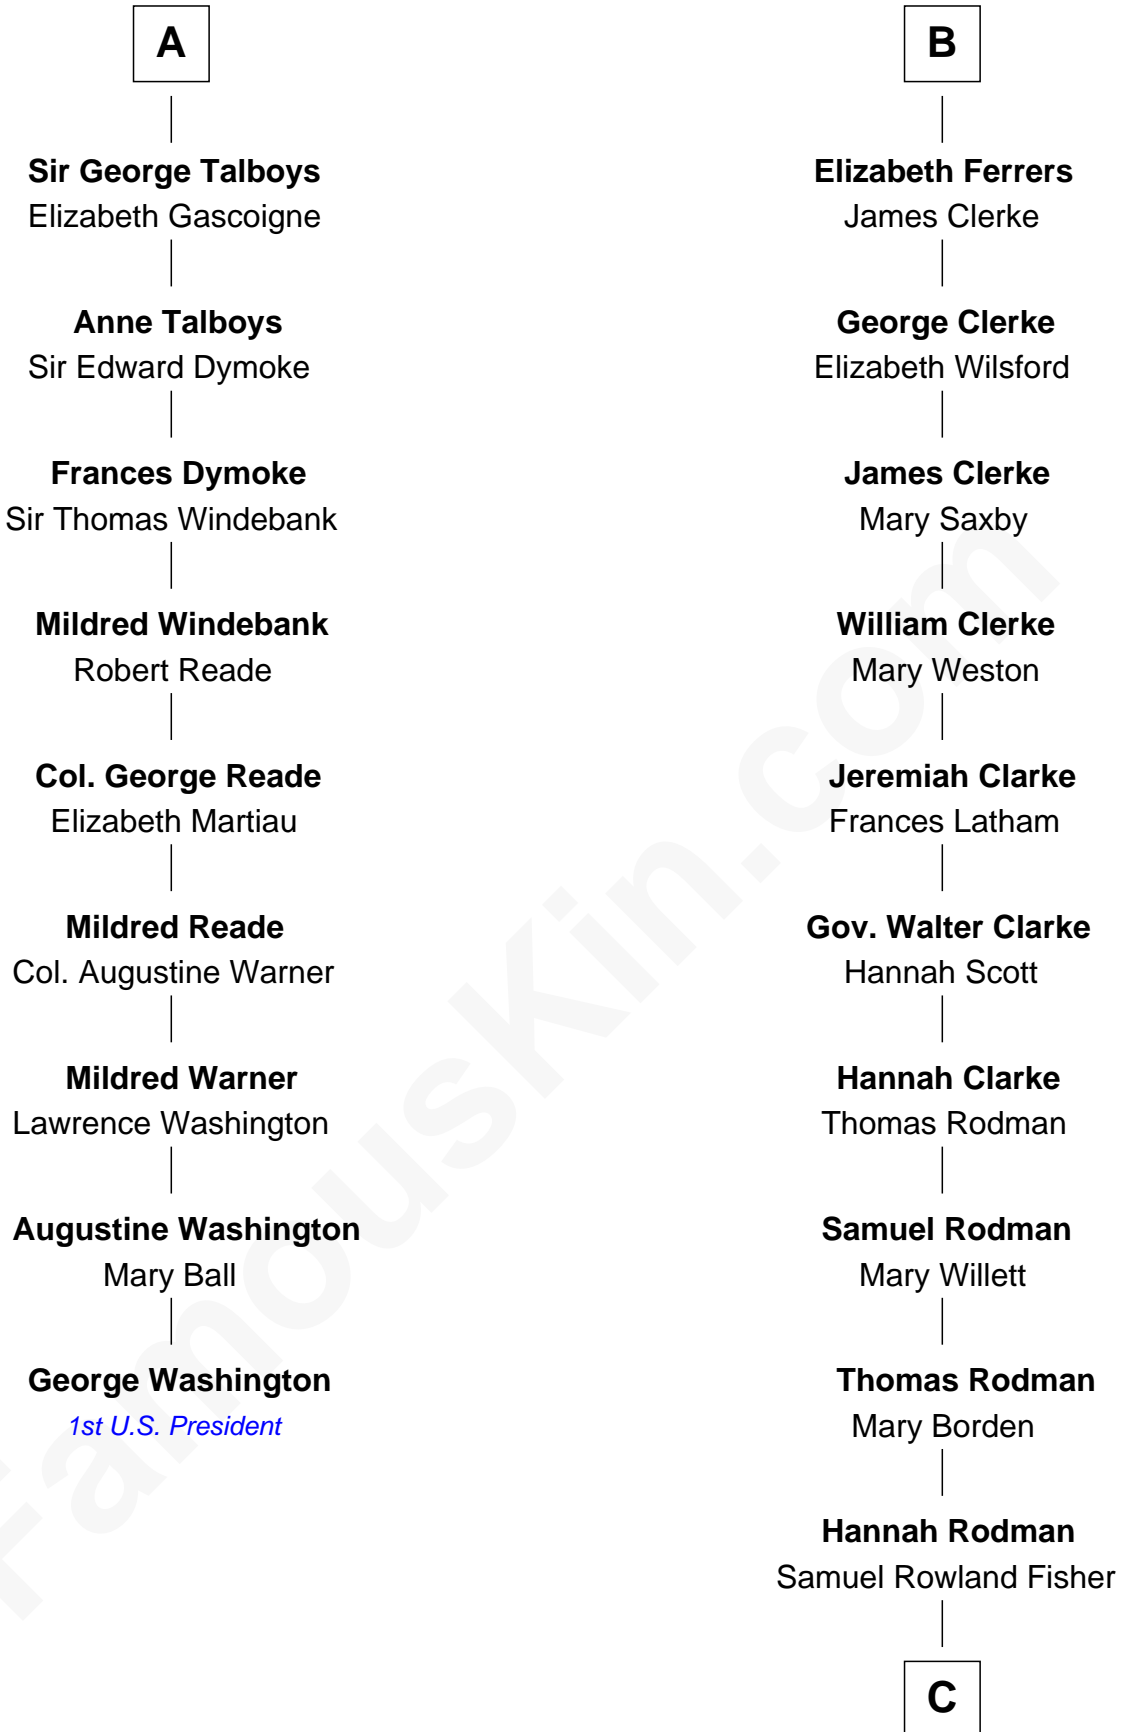 A
Sir George Talboys
Elizabeth Gascoigne
Anne Talboys
Sir Edward Dymoke
Frances Dymoke
Sir Thomas Windebank
Mildred Windebank
Robert Reade
Col. George Reade
Elizabeth Martiau
Mildred Reade
Col. Augustine Warner
Mildred Warner
Lawrence Washington
Augustine Washington
Mary Ball
George Washington
1st U.S. President
B
Elizabeth Ferrers
James Clerke
George Clerke
Elizabeth Wilsford
James Clerke
Mary Saxby
William Clerke
Mary Weston
Jeremiah Clarke
Frances Latham
Gov. Walter Clarke
Hannah Scott
Hannah Clarke
Thomas Rodman
Samuel Rodman
Mary Willett
Thomas Rodman
Mary Borden
Hannah Rodman
Samuel Rowland Fisher
C
FamousKin.com